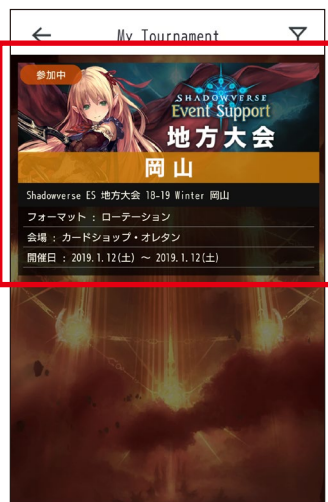 My Tournament
参加中
SHADOWVERSE
Event Support
地方大会
岡山
Shadowverse ES 地方大会 18-19 Winter 岡山
フォーマット : ローテーション
会場 : カードショップ・オレタン
開催日 : 2019.1.12(土) ~ 2019.1.12(土)